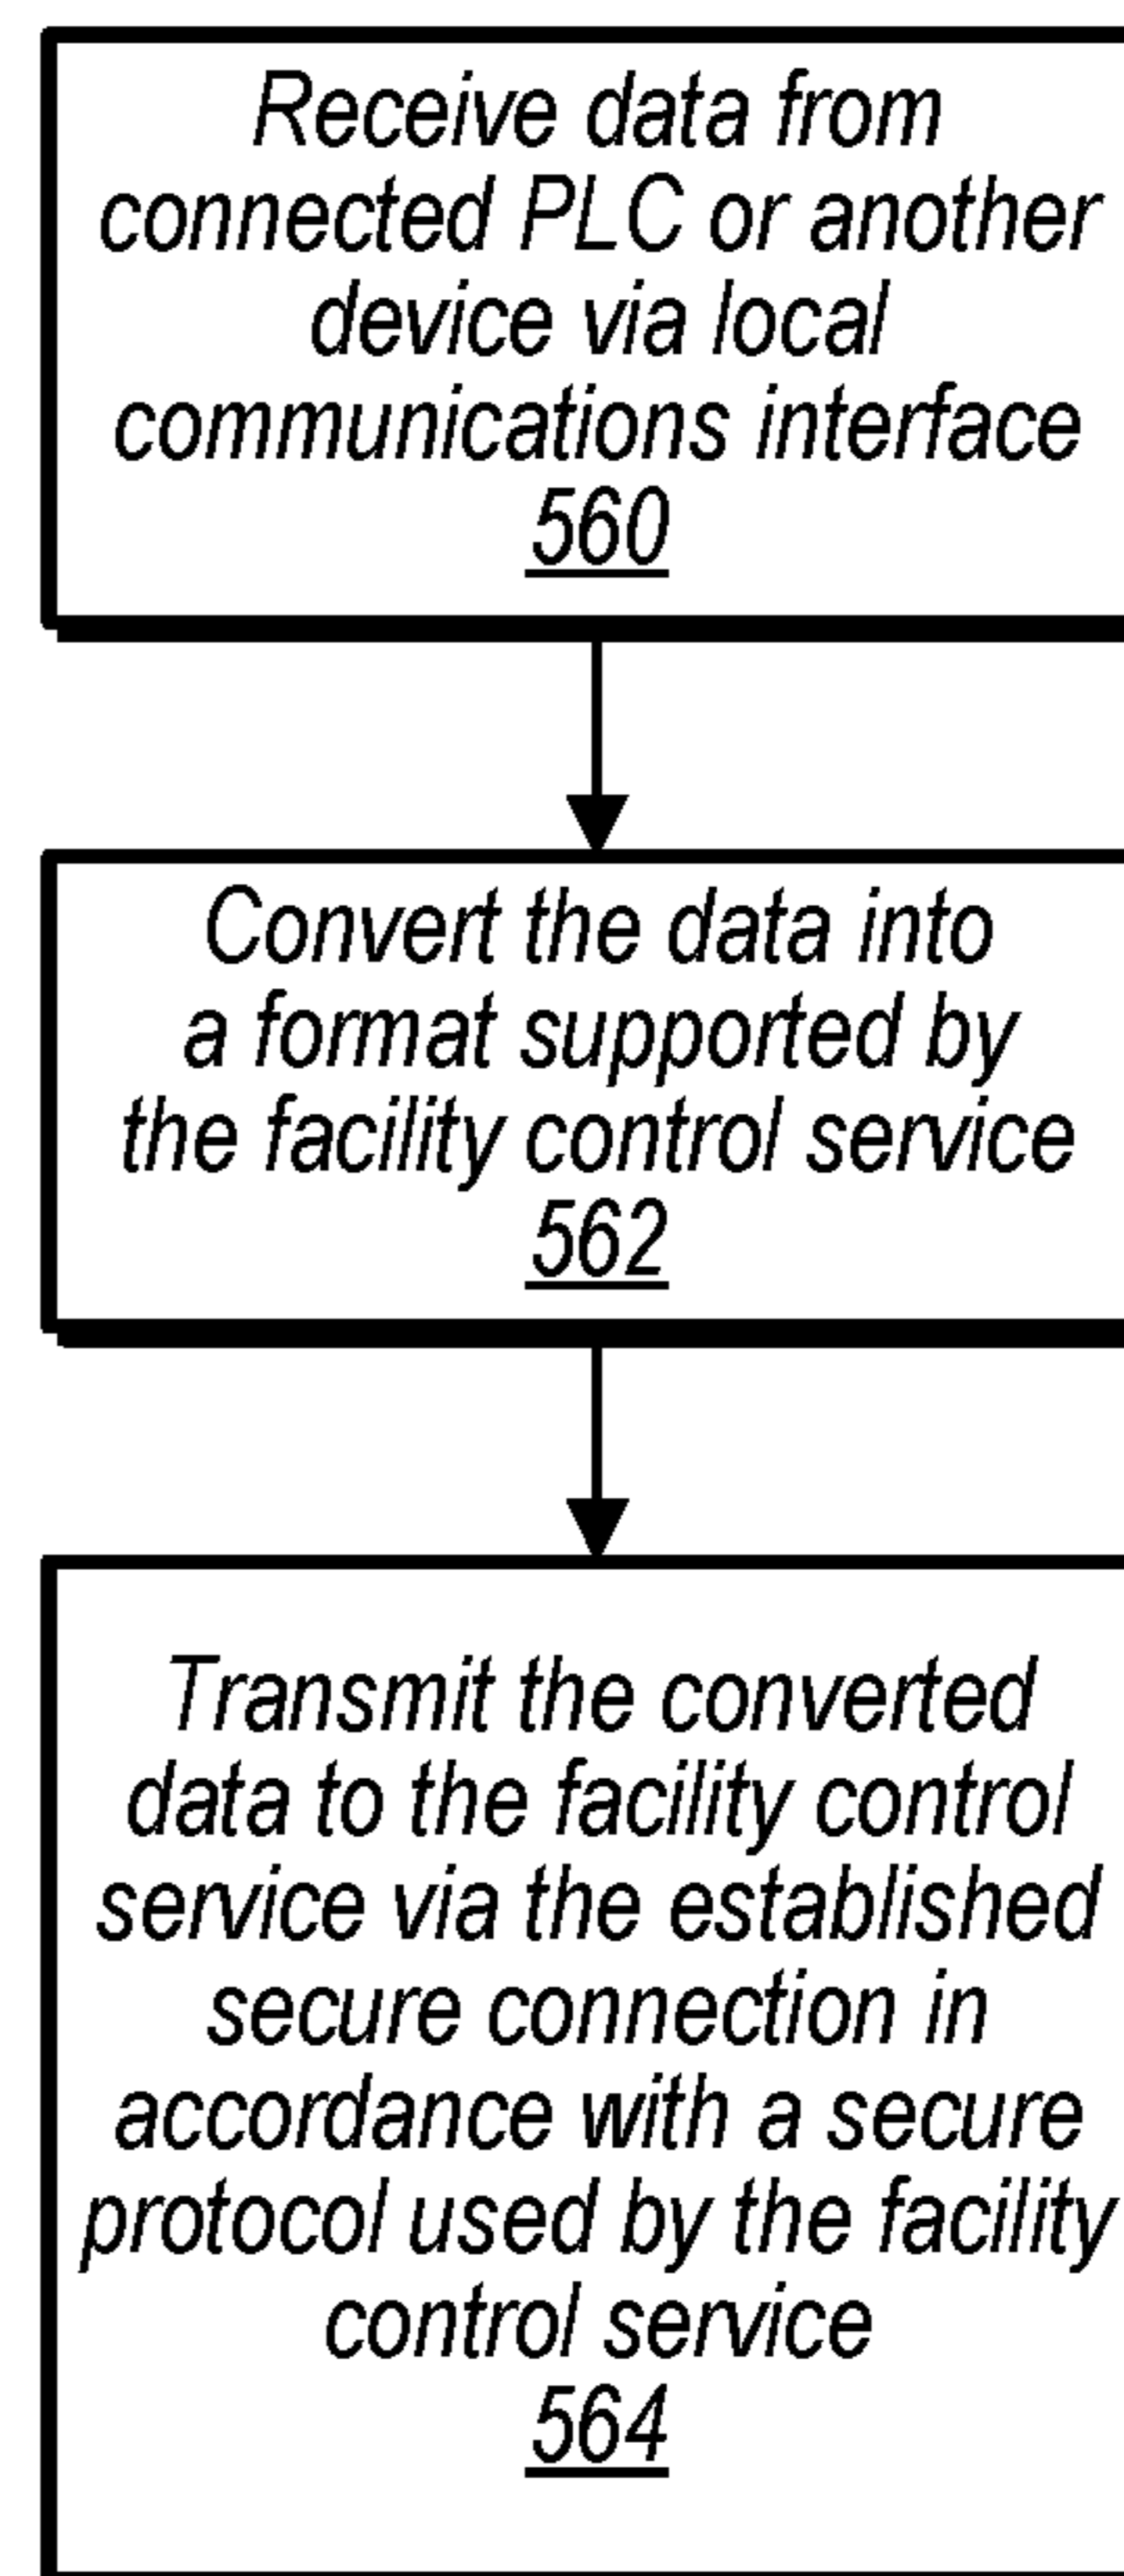 Receive data from
connected PLC or another
device via local
communications interface
560
Convert the data into
a format supported by
the facility control service
562
Transmit the converted
data to the facility control
service via the established
secure connection in
accordance with a secure
protocol used by the facility
control service
564